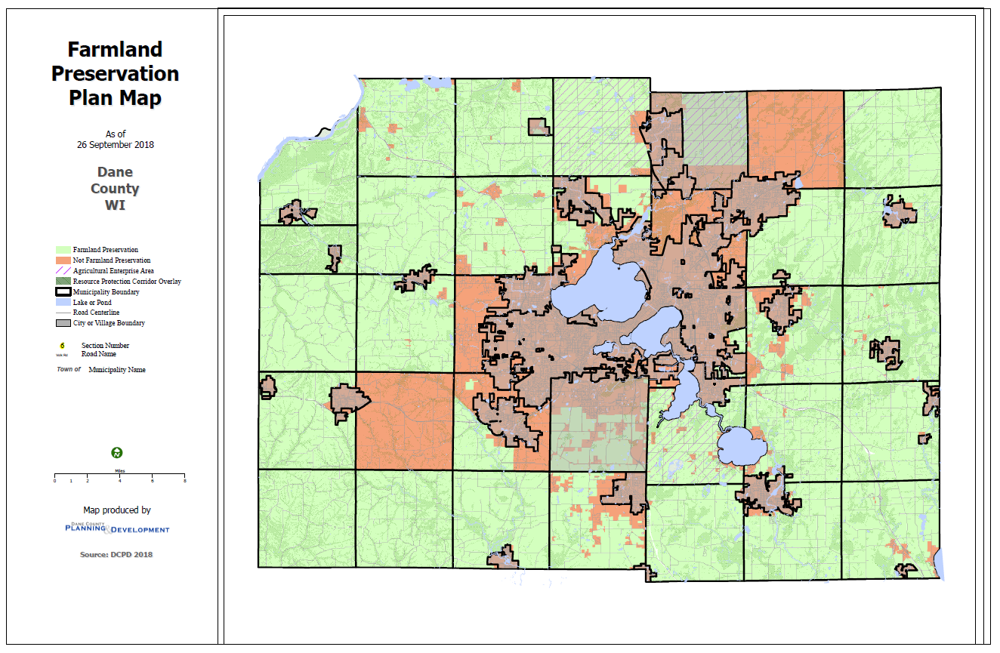 Farmland
Preservation
Plan Map
As of
26 September 2018
Dane
County
WI
Farmland Preservation
Not Farmland Preservation
Agricultural Enterprise Area
Resource Protection Corridor Overlay
Municipality Boundary
Lake or Pond
Road Centerline
City or Village Boundary
6 Section Number
Road Name
Town of Municipality Name
N
Miles
0 1 2 4 6 8
Map produced by
DANE COUNTY
PLANNING & DEVELOPMENT
Source: DCPD 2018